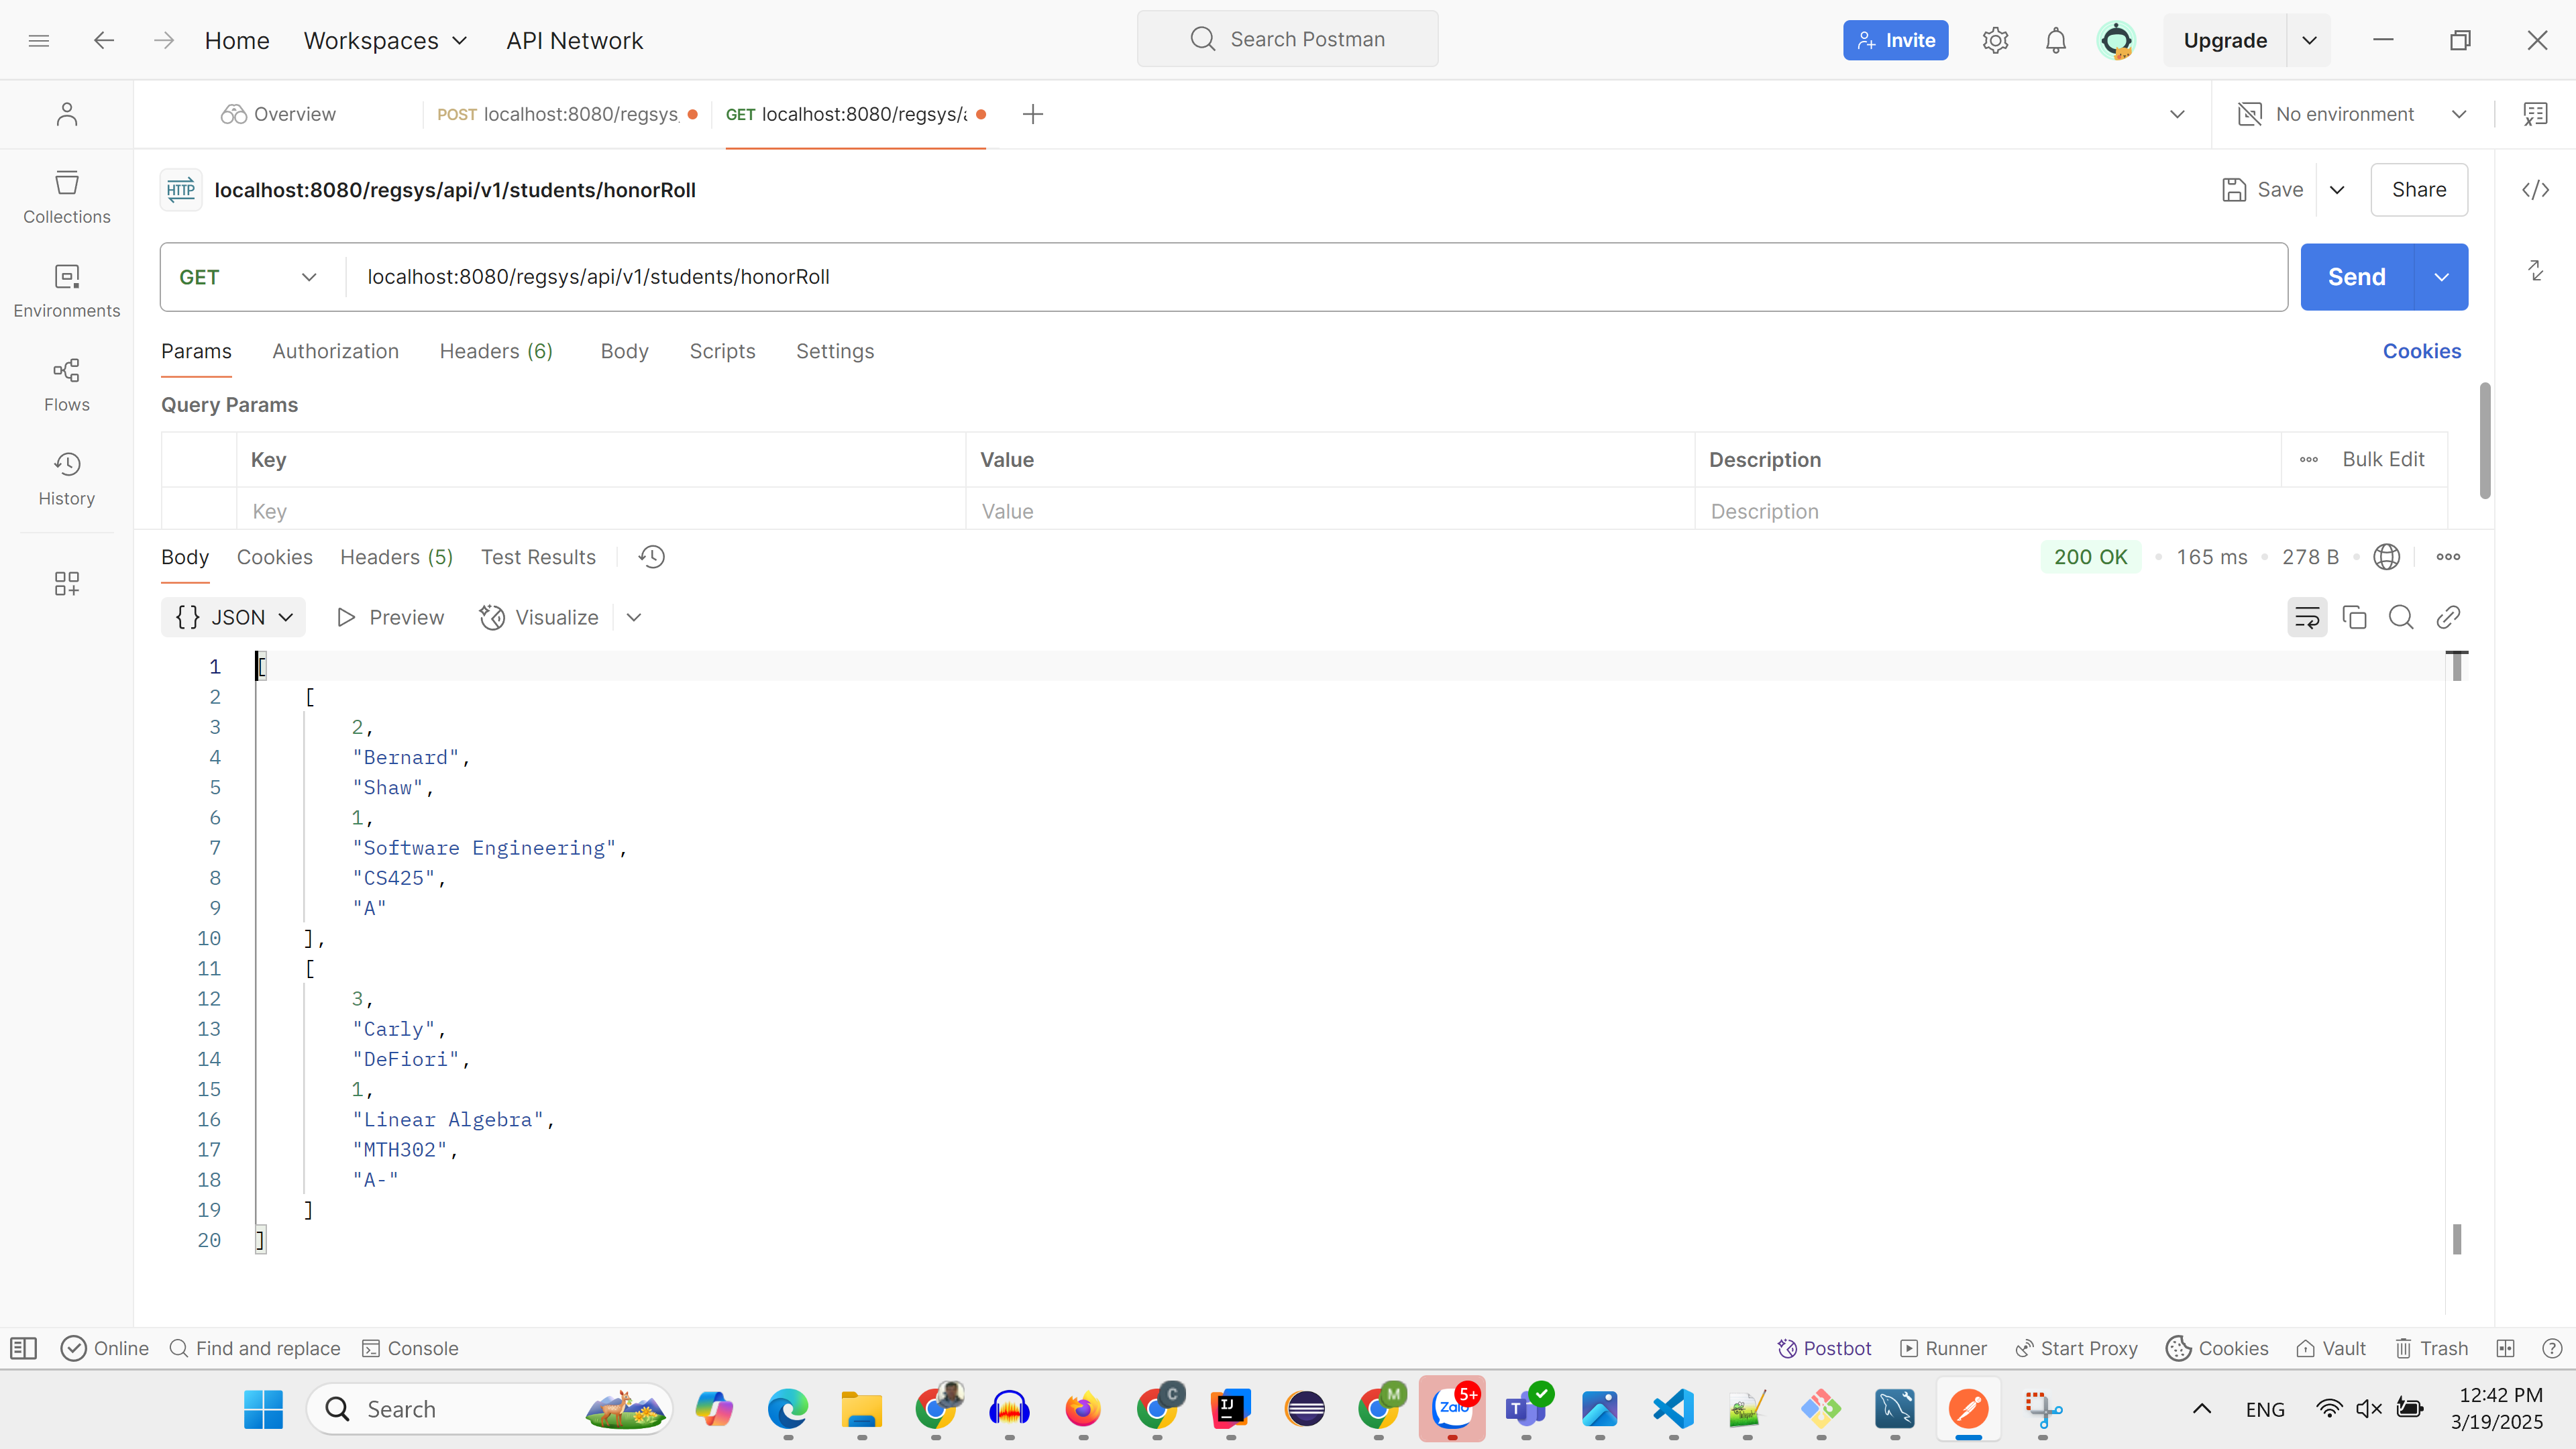 Home Workspaces API Network Search Postman Invite Upgrade
Overview POST localhost:8080/regsys, GET localhost:8080/regsys/a No environment
HTTP localhost:8080/regsys/api/v1/students/honorRoll Save Share
GET localhost:8080/regsys/api/v1/students/honorRoll Send
Collections
Environments
Flows
History
Params Authorization Headers (6) Body Scripts Settings Cookies
Query Params
Key Value Description Bulk Edit
Key Value Description
Body Cookies Headers (5) Test Results 200 OK 165 ms 278 B
{} JSON Preview Visualize
1 [
2 [
3 2,
4 "Bernard",
5 "Shaw",
6 1,
7 "Software Engineering",
8 "CS425",
9 "A"
10 ],
11 [
12 3,
13 "Carly",
14 "DeFiori",
15 1,
16 "Linear Algebra",
17 "MTH302",
18 "A-"
19 ]
20 ]
Online Find and replace Console Postbot Runner Start Proxy Cookies Vault Trash
Search C IJ M Zalo 5+ T ENG 12:42 PM
3/19/2025